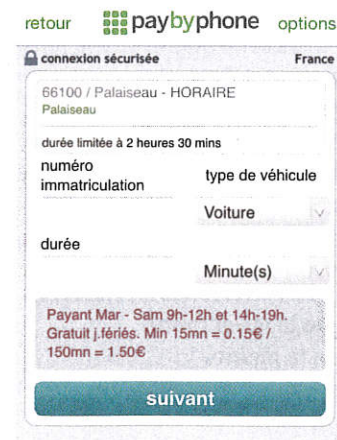 retour paybyphone options
connexion sécurisée France
66100 / Palaiseau - HORAIRE
Palaiseau
durée limitée à 2 heures 30 mins
numéro
immatriculation
type de véhicule
Voiture
durée
Minute(s)
Payant Mar - Sam 9h-
12h et 14h-19h.
Gratuit j.fériés. Min 15mn = 0.15€ /
150mn = 1.50€
suivant